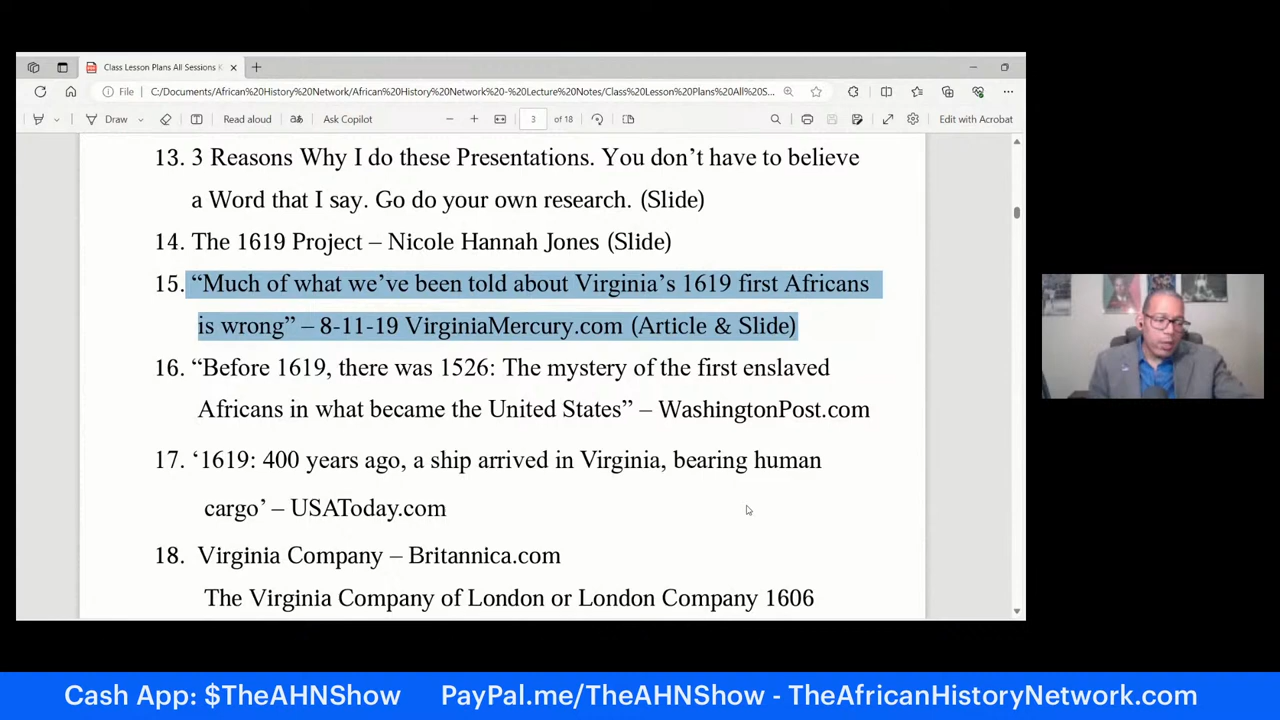 Class Lesson Plans All Sessions K
File
C:/Documents/African%20History%20Network/African%20History%20Network%20-%20Lecture%20Notes/Class%20Lesson%20Plans%20All%20S...
Draw
Read aloud
Ask Copilot
3
of 18
Edit with Acrobat
13. 3 Reasons Why I do these Presentations. You don’t have to believe
a Word that I say. Go do your own research. (Slide)
14. The 1619 Project – Nicole Hannah Jones (Slide)
15. “Much of what we’ve been told about Virginia’s 1619 first Africans
is wrong” – 8-11-19 VirginiaMercury.com (Article & Slide)
16. “Before 1619, there was 1526: The mystery of the first enslaved
Africans in what became the United States” – WashingtonPost.com
17. ‘1619: 400 years ago, a ship arrived in Virginia, bearing human
cargo’ – USAToday.com
18. Virginia Company – Britannica.com
The Virginia Company of London or London Company 1606
Cash App: $TheAHNShow PayPal.me/TheAHNShow - TheAfricanHistoryNetwork.com